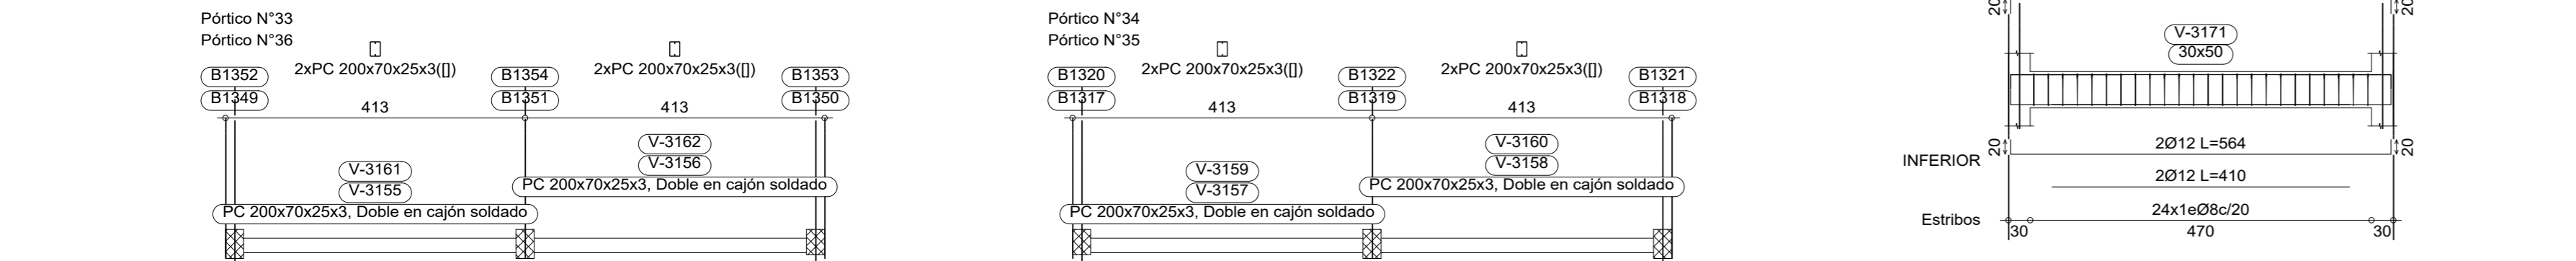 Pórtico N°33
Pórtico N°36
2xPC 200x70x25x3([])
2xPC 200x70x25x3([])
B1352
B1354
B1353
B1349
B1351
B1350
413
413
V-3162
V-3156
V-3161
V-3155
PC 200x70x25x3, Doble en cajón soldado
PC 200x70x25x3, Doble en cajón soldado
Pórtico N°34
Pórtico N°35
2xPC 200x70x25x3([])
2xPC 200x70x25x3([])
B1320
B1322
B1321
B1317
B1319
B1318
413
413
V-3160
V-3158
V-3159
V-3157
PC 200x70x25x3, Doble en cajón soldado
PC 200x70x25x3, Doble en cajón soldado
20
20
V-3171
30x50
INFERIOR
20
2Ø12 L=564
20
2Ø12 L=410
Estribos
24x1eØ8c/20
30
470
30